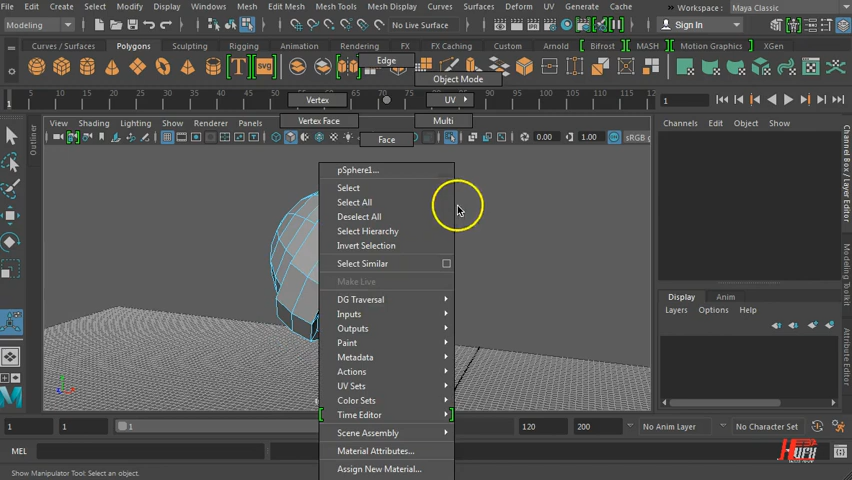 File Edit Create Select Modify Display Windows Mesh Edit Mesh Mesh Tools Mesh Display Curves Surfaces Deform UV Generate Cache Workspace: Maya Classic
Modeling No Live Surface Sign In
Curves / Surfaces Polygons Sculpting Rigging Animation Rendering FX FX Caching Custom Arnold Bifrost MASH Motion Graphics XGen
Edge
Object Mode
Vertex UV
Vertex Face Multi
Face
1
View Shading Lighting Show Renderer Panels
0.00 1.00 sRGB g
Channels Edit Object Show
Outliner
Channel Box / Layer Editor
Modeling Toolkit
Attribute Editor
pSphere1...
Select
Select All
Deselect All
Select Hierarchy
Invert Selection
Select Similar
Make Live
DG Traversal
Inputs
Outputs
Paint
Metadata
Actions
UV Sets
Color Sets
Time Editor
Scene Assembly
Material Attributes...
Assign New Material...
Display Anim
Layers Options Help
1 1 1 120 200 No Anim Layer No Character Set
MEL
Show Manipulator Tool: Select an object.